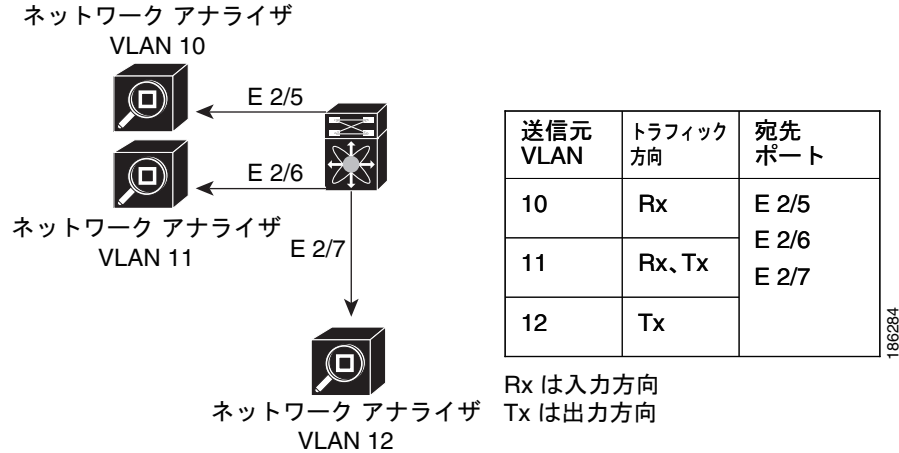 ネットワーク アナライザ
VLAN 10
E 2/5
E 2/6
ネットワーク アナライザ
VLAN 11
E 2/7
ネットワーク アナライザ
VLAN 12
送信元
VLAN
トラフィック
方向
宛先
ポート
10
Rx
E 2/5
E 2/6
E 2/7
11
Rx、Tx
12
Tx
Rx は入力方向
Tx は出力方向
186284